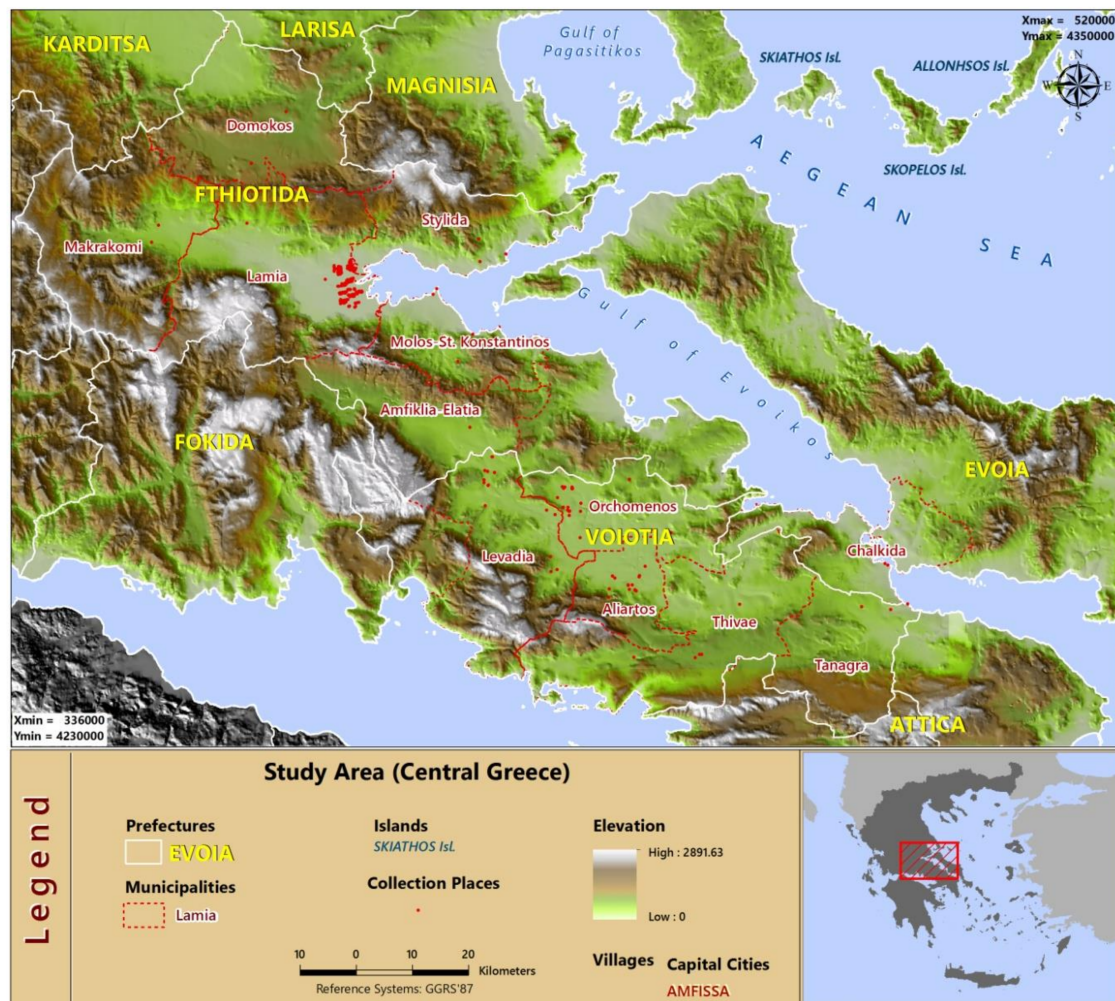 KARDITSA
LARISA
MAGNISIA
Gulf of
Pagasitikos
SKIATHOS Isl.
ALLONHSOS Isl.
SKOPELOS Isl.
Xmax = 520000
Ymax = 4350000
N
W E
S
AEGEAN SEA
Domokos
FTHIOTIDA
Stylida
Makrakomi
Lamia
Gulf of Evoikos
Molos-St. Konstantinos
Amfiklia-Elatia
FOKIDA
EVOIA
Orchomenos
VOIOTIA
Levadia
Chalkida
Aliartos
Thivae
Tanagra
ATTICA
Xmin = 336000
Ymin = 4230000
Legend
Study Area (Central Greece)
Prefectures
EVOIA
Municipalities
Lamia
Islands
SKIATHOS Isl.
Collection Places
10 0 10 20
Kilometers
Reference Systems: GGRS'87
Elevation
High : 2891.63
Low : 0
Villages
Capital Cities
AMFISSA